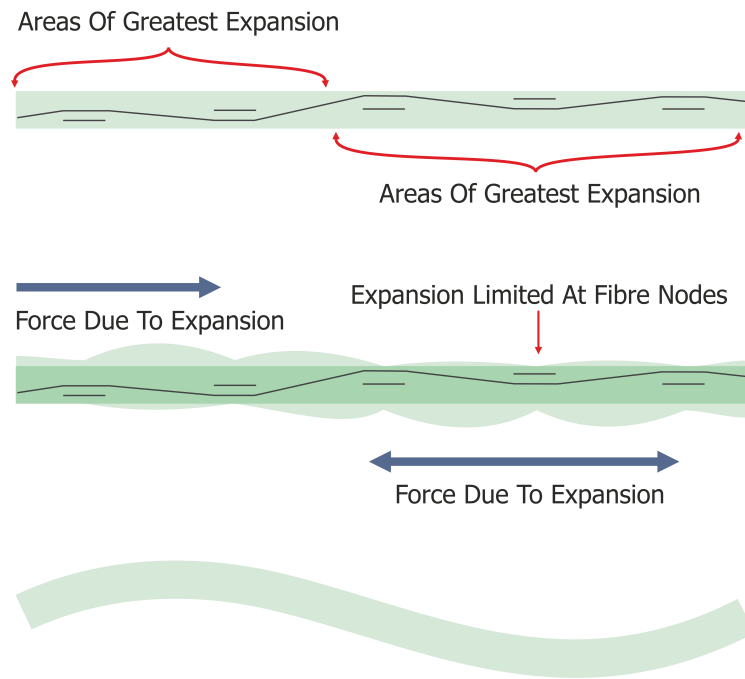 Areas Of Greatest Expansion
Areas Of Greatest Expansion
Expansion Limited At Fibre Nodes
Force Due To Expansion
Force Due To Expansion